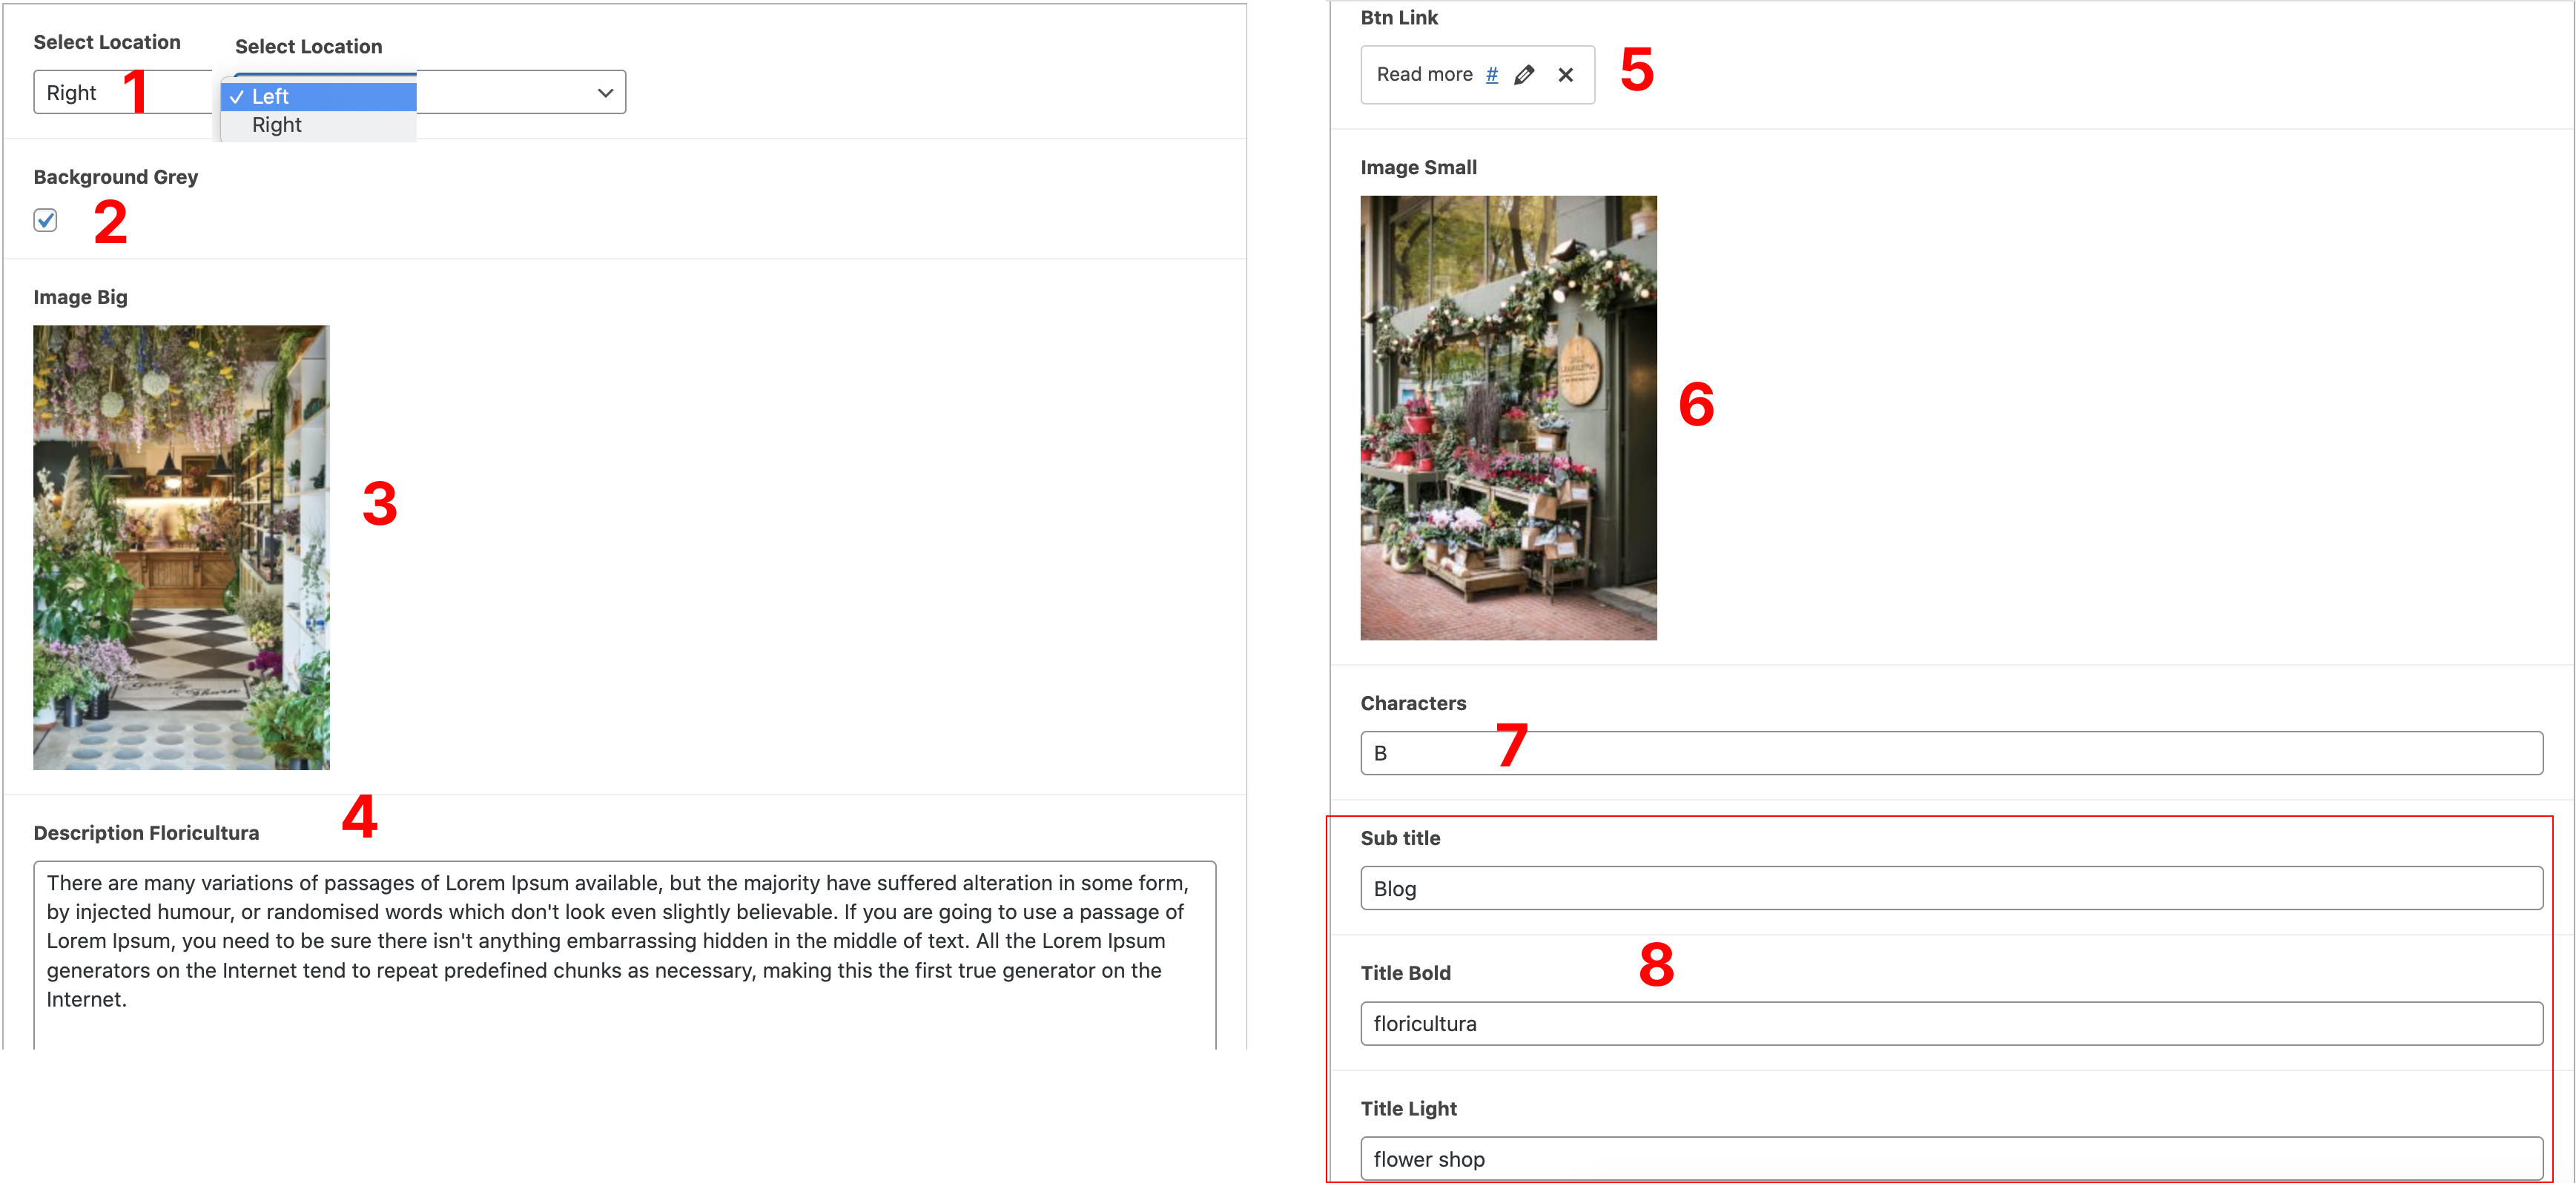 Select Location
Select Location
Right
1
Left
Right
Background Grey
2
Image Big
3
4
Description Floricultura
There are many variations of passages of Lorem Ipsum available, but the majority have suffered alteration in some form,
by injected humour, or randomised words which don't look even slightly believable. If you are going to use a passage of
Lorem Ipsum, you need to be sure there isn't anything embarrassing hidden in the middle of text. All the Lorem Ipsum
generators on the Internet tend to repeat predefined chunks as necessary, making this the first true generator on the
Internet.
Btn Link
Read more #
5
Image Small
6
Characters
7
B
Sub title
Blog
8
Title Bold
floricultura
Title Light
flower shop